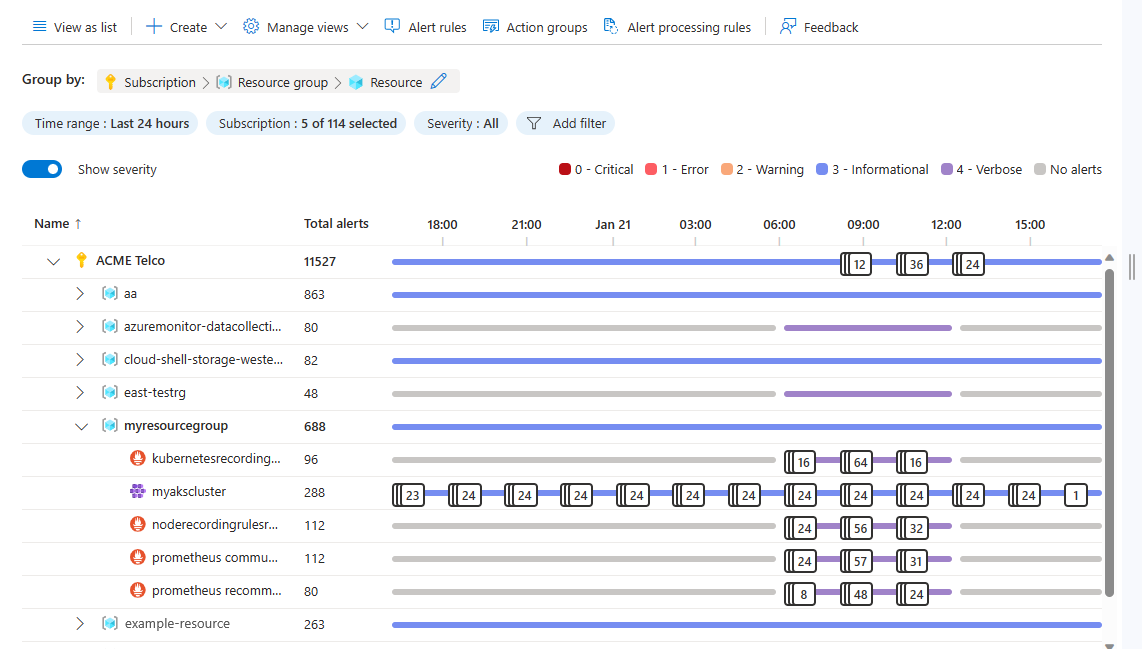 View as list Create Manage views Alert rules Action groups Alert processing rules Feedback
Group by: Subscription Resource group Resource
Time range : Last 24 hours Subscription : 5 of 114 selected Severity : All Add filter
Show severity 0 - Critical 1 - Error 2 - Warning 3 - Informational 4 - Verbose No alerts
Name ↑ Total alerts 18:00 21:00 Jan 21 03:00 06:00 09:00 12:00 15:00
ACME Telco 11527 12 36 24
aa 863
azuremonitor-datacollecti... 80
cloud-shell-storage-weste... 82
east-testrg 48
myresourcegroup 688
kubernetesrecording... 96 16 64 16
myakscluster 288 23 24 24 24 24 24 24 24 24 24 24 24 1
noderecordingrulesr... 112 24 56 32
prometheus commu... 112 24 57 31
prometheus recomm... 80 8 48 24
example-resource 263